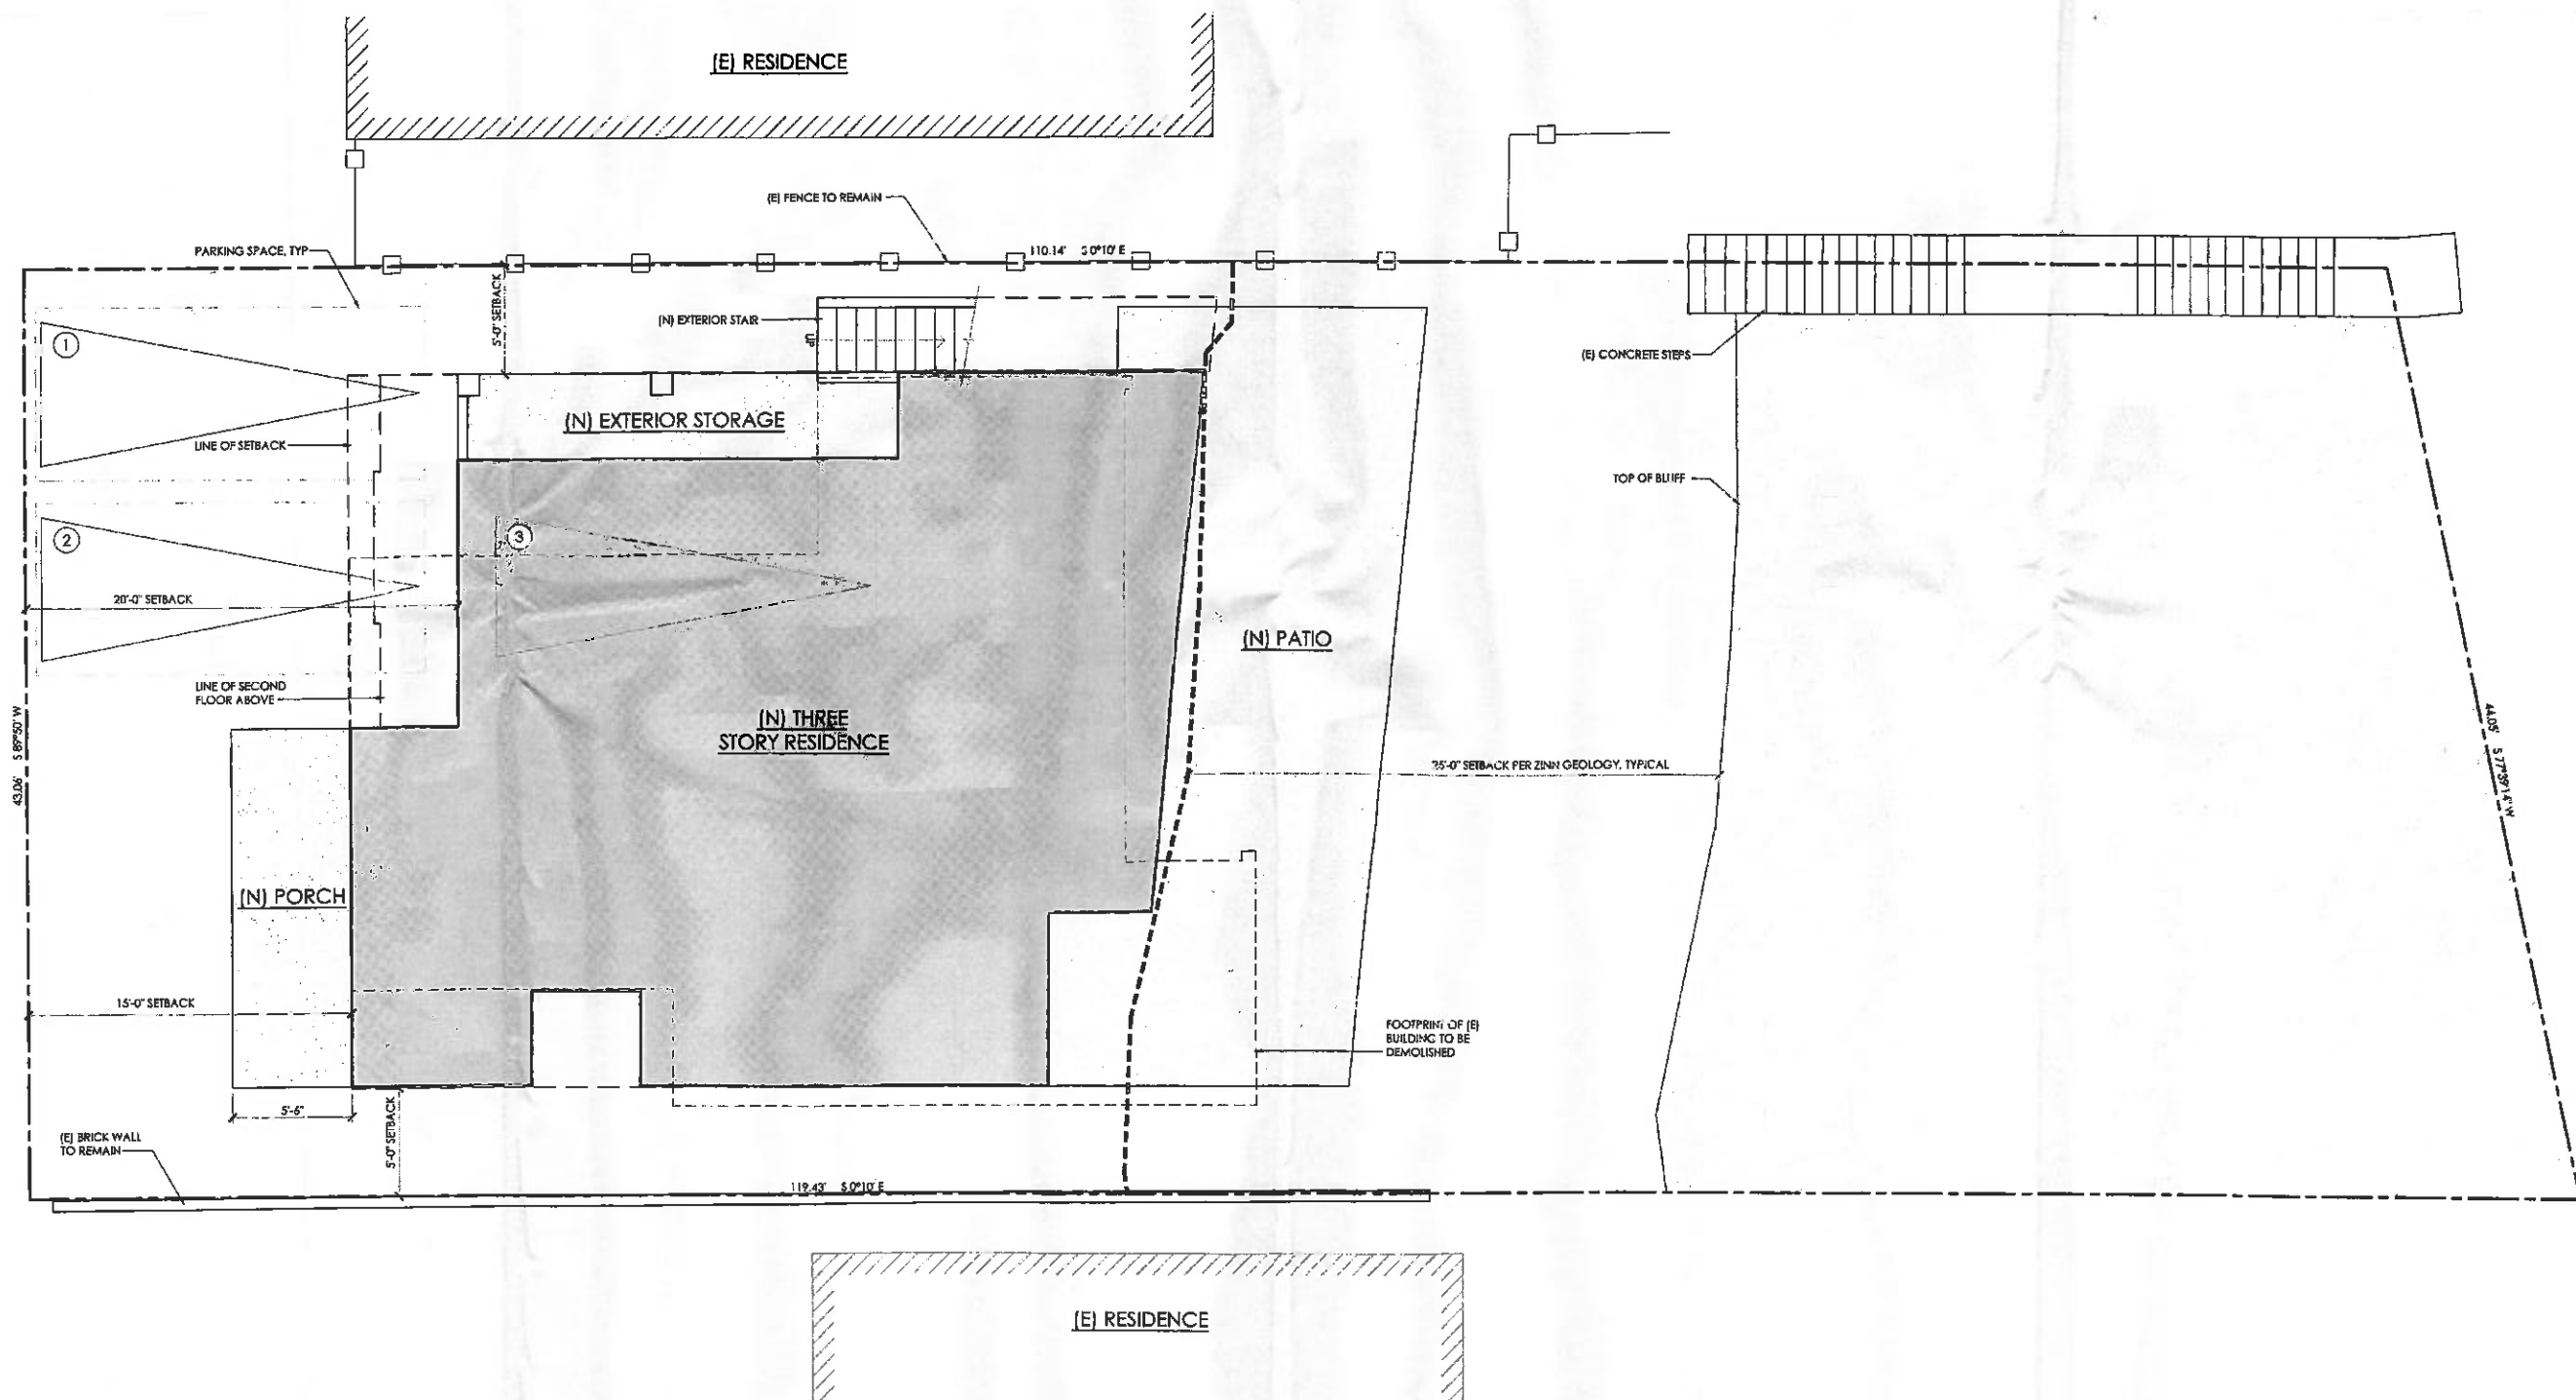 (E) RESIDENCE
(E) FENCE TO REMAIN
110.14' S 0°10' E
PARKING SPACE, TYP
5'-0" SETBACK
(N) EXTERIOR STAIR
UP
1
(E) CONCRETE STEPS
(N) EXTERIOR STORAGE
LINE OF SETBACK
TOP OF BLUFF
2
3
20'-0" SETBACK
(N) PATIO
LINE OF SECOND
FLOOR ABOVE
(N) THREE
STORY RESIDENCE
43.06' S 89°50' W
44.05' S 77°39'14" W
25'-0" SETBACK PER ZINN GEOLOGY, TYPICAL
(N) PORCH
15'-0" SETBACK
FOOTPRINT OF (E)
BUILDING TO BE
DEMOLISHED
5'-6"
5'-0" SETBACK
(E) BRICK WALL
TO REMAIN
119.43' S 0°10' E
(E) RESIDENCE